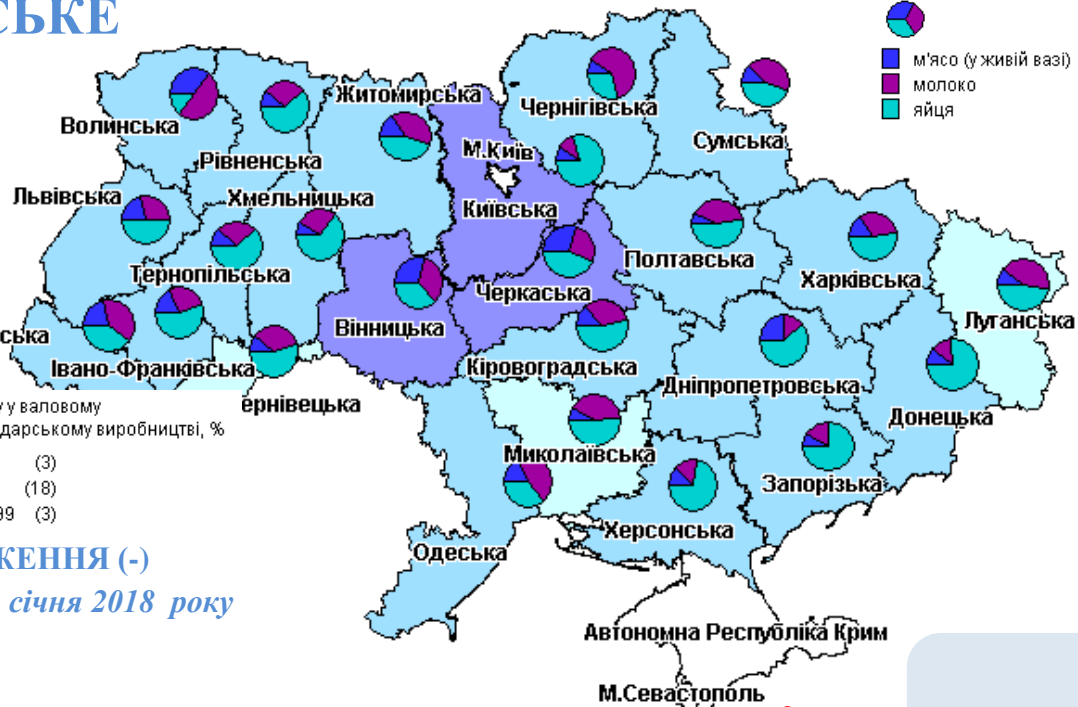 СЬКЕ
м'ясо (у живій вазі)
молоко
яйця
Житомирська
Чернігівська
Волинська
Сумська
М.Київ
Рівненська
Львівська
Хмельницька
Київська
Полтавська
Тернопільська
Харківська
Черкаська
Луганська
Вінницька
ська
Івано-Франківська
Кіровоградська
Дніпропетровська
ернівецька
Донецька
у у валовому
дарському виробництві, %
Миколаївська
(3)
Запорізька
(18)
99 (3)
Херсонська
Одеська
ЖЕННЯ (-)
січня 2018 року
Автономна Республіка Крим
М.Севастополь